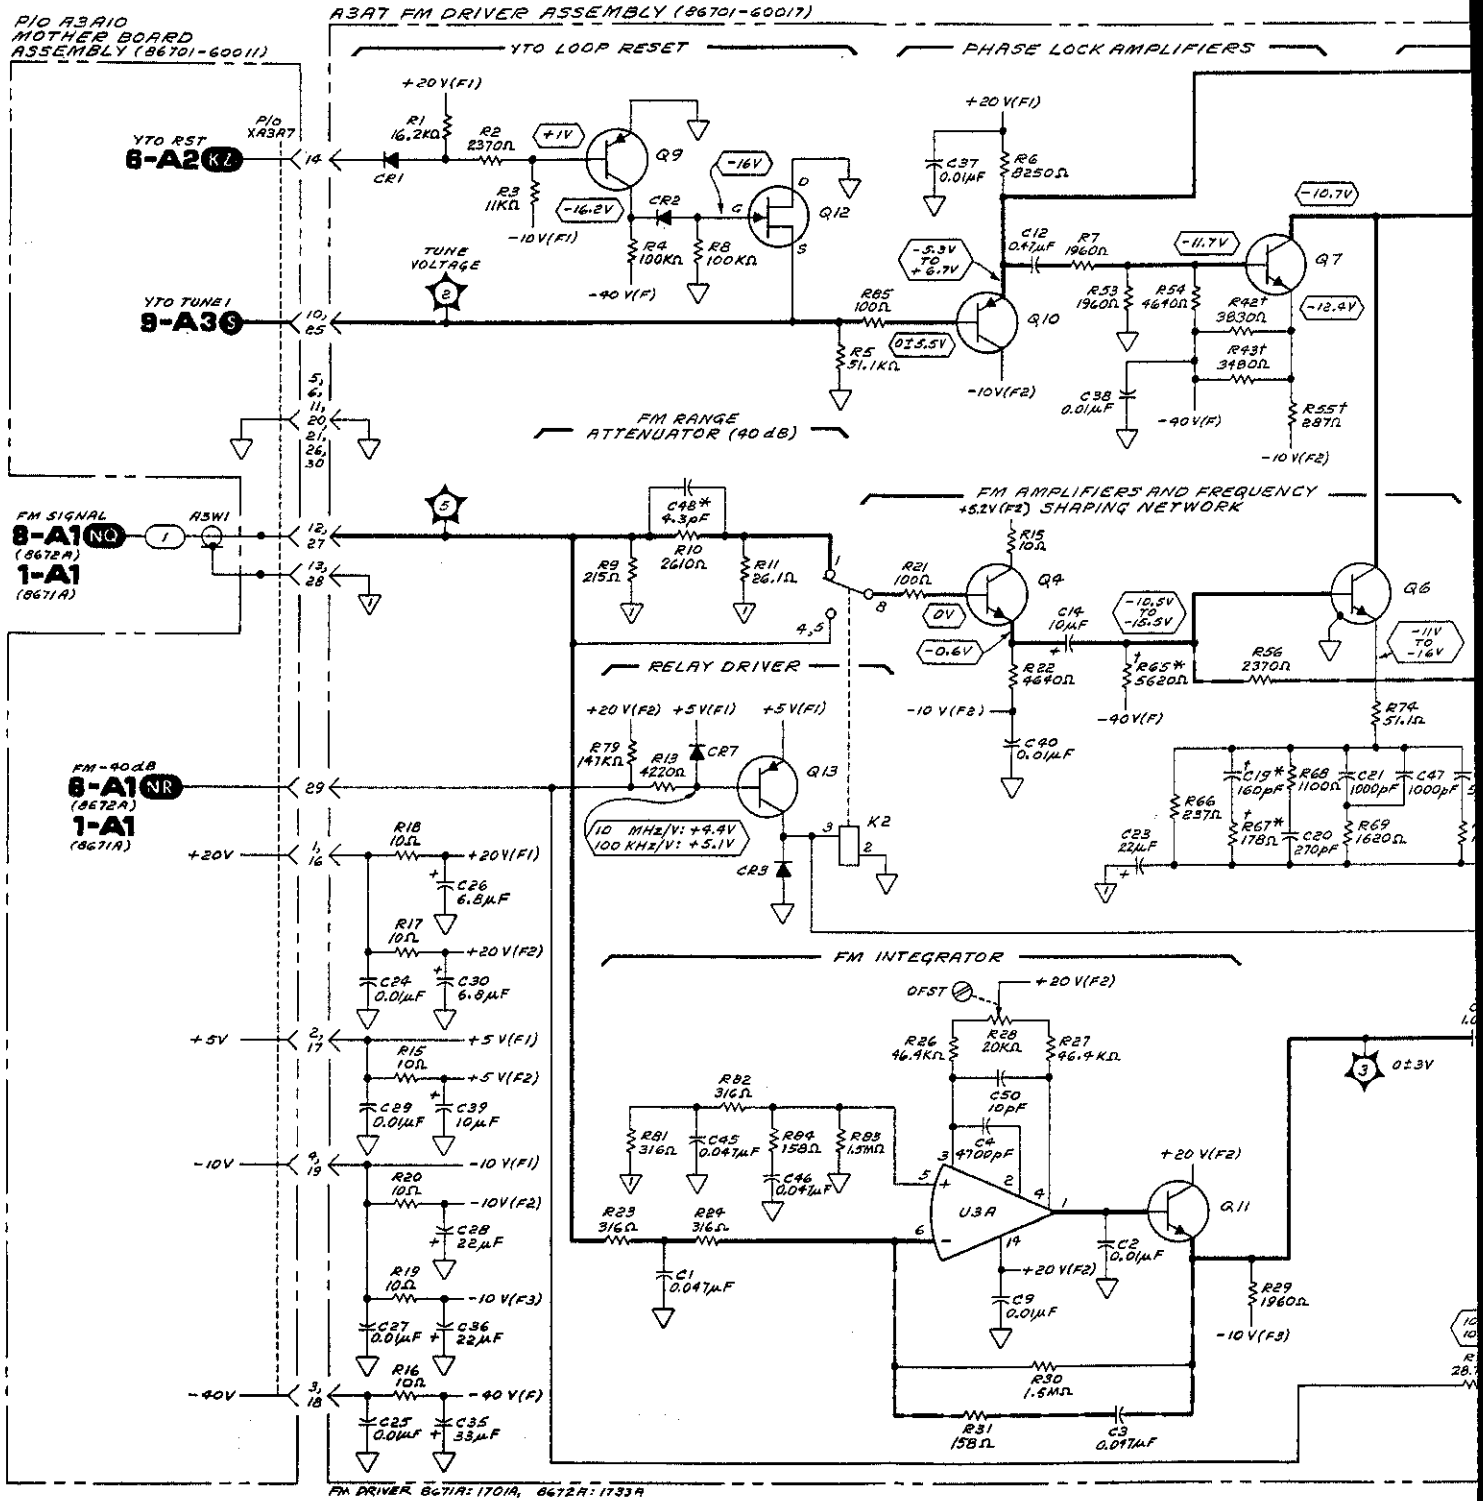 P/O A3A10
MOTHER BOARD
ASSEMBLY (86701-60011)
A3A7 FM DRIVER ASSEMBLY (86701-60017)
YTO LOOP RESET
PHASE LOCK AMPLIFIERS
P/O
XA3A7
YTO RST
6-A2 KZ
14
CR1
+20V(F1)
R1
16.2KΩ
R2
2370Ω
+1V
R3
11KΩ
-10V(F1)
Q9
-16.2V
CR2
R4
100KΩ
-40V(F)
R8
100KΩ
-16V
G
D
S
Q12
+20V(F1)
C37
0.01µF
R6
8250Ω
-5.3V
TO
+6.7V
C12
0.47µF
R7
1960Ω
R53
1960Ω
R54
4640Ω
-11.7V
-10.7V
Q7
-12.4V
R42†
3830Ω
R43†
3480Ω
R55†
287Ω
-10V(F2)
C38
0.01µF
-40V(F)
TUNE
VOLTAGE
2
YTO TUNE1
9-A3 S
10,
25
R85
100Ω
0±5.5V
R5
51.1KΩ
Q10
-10V(F2)
5,
6,
11,
20,
21,
26,
30
FM RANGE
ATTENUATOR (40dB)
FM AMPLIFIERS AND FREQUENCY
SHAPING NETWORK
+5.2V(F2)
FM SIGNAL
8-A1 NQ
(8672A)
1-A1
(8671A)
1
A3W1
12,
27
13,
28
1
5
C48*
4.3pF
R10
2610Ω
R9
215Ω
1
R11
26.1Ω
1
1
8
4,5
R21
100Ω
0V
R15
10Ω
Q4
-0.6V
C14
10µF
R22
4640Ω
-10V(F2)
C40
0.01µF
-10.5V
TO
-15.5V
R65*
5620Ω
-40V(F)
R56
2370Ω
Q6
-11V
TO
-16V
R74
51.1Ω
R66
237Ω
C19*
160pF
R67*
178Ω
R68
1100Ω
C20
270pF
C21
1000pF
C47
1000pF
R69
1620Ω
C23
22µF
1
RELAY DRIVER
+20V(F2)
+5V(F1)
+5V(F1)
R79
147KΩ
R13
4220Ω
CR7
Q13
10 MHz/V: +4.4V
100 KHz/V: +5.1V
CR3
3
K2
2
FM-40dB
8-A1 NR
(8672A)
1-A1
(8671A)
29
+20V
1,
16
R18
10Ω
+20V(F1)
C26
6.8µF
R17
10Ω
+20V(F2)
C24
0.01µF
C30
6.8µF
+5V
2,
17
+5V(F1)
R15
10Ω
+5V(F2)
C29
0.01µF
C39
10µF
-10V
4,
19
-10V(F1)
R20
10Ω
-10V(F2)
C28
22µF
R19
10Ω
-10V(F3)
C27
0.01µF
C36
22µF
-40V
3,
18
R16
10Ω
-40V(F)
C25
0.01µF
C35
33µF
FM INTEGRATOR
OFST
+20V(F2)
R26
46.4KΩ
R28
20KΩ
R27
46.4KΩ
C50
10pF
C4
4700pF
R82
316Ω
R81
316Ω
1
C45
0.047µF
R84
158Ω
C46
0.047µF
R83
1.5MΩ
5
3
2
4
1
6
14
U3A
R23
316Ω
R24
316Ω
C1
0.047µF
+20V(F2)
C9
0.01µF
C2
0.01µF
+20V(F2)
Q11
R29
1960Ω
-10V(F3)
3
0±3V
R30
1.5MΩ
R31
158Ω
C3
0.047µF
FM DRIVER 8671A: 1701A, 8672A: 1733A